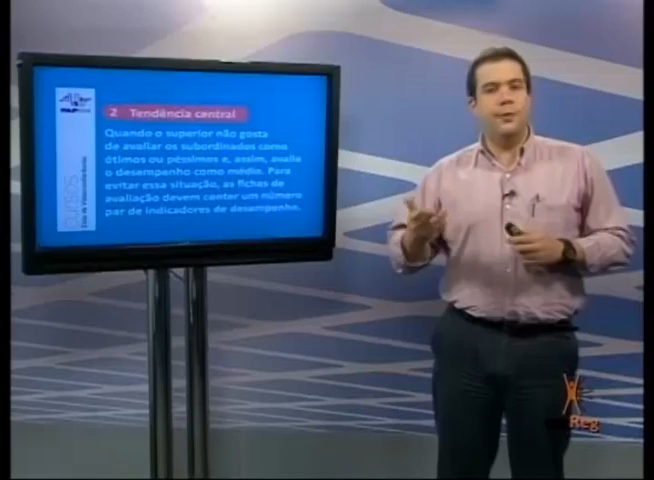 2 Tendência central
Quando o superior não gosta
de avaliar os subordinados como
ótimos ou péssimos e, assim, avalia
o desempenho como médio. Para
evitar essa situação, as fichas de
avaliação devem conter um número
par de indicadores de desempenho.
Reg